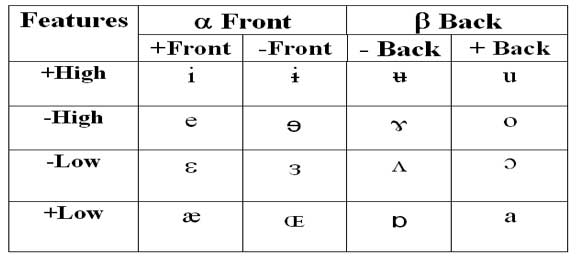 Features α Front β Back
+Front -Front - Back + Back
+High i ɨ ʉ u
-High e ɘ ɤ o
-Low ɛ ɜ ʌ ɔ
+Low æ Œ ɒ a